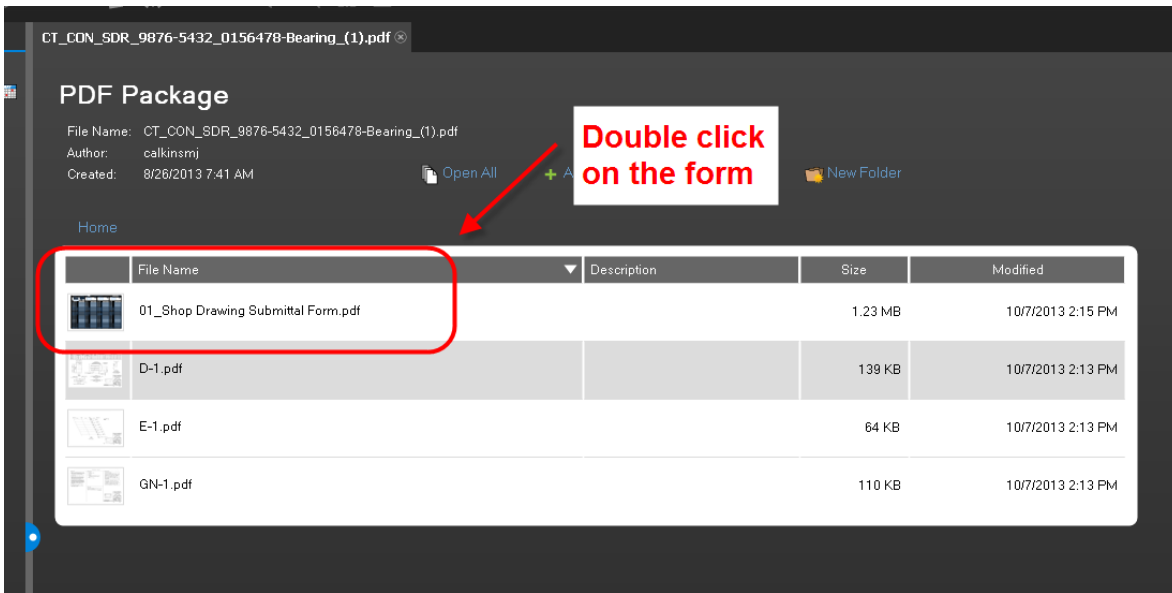 CT_CON_SDR_9876-5432_0156478-Bearing_(1).pdf
PDF Package
File Name: CT_CON_SDR_9876-5432_0156478-Bearing_(1).pdf
Author: calkinsmj
Created: 8/26/2013 7:41 AM
Open All
New Folder
Double click
on the form
Home
File Name Description Size Modified
01_Shop Drawing Submittal Form.pdf 1.23 MB 10/7/2013 2:15 PM
D-1.pdf 139 KB 10/7/2013 2:13 PM
E-1.pdf 64 KB 10/7/2013 2:13 PM
GN-1.pdf 110 KB 10/7/2013 2:13 PM